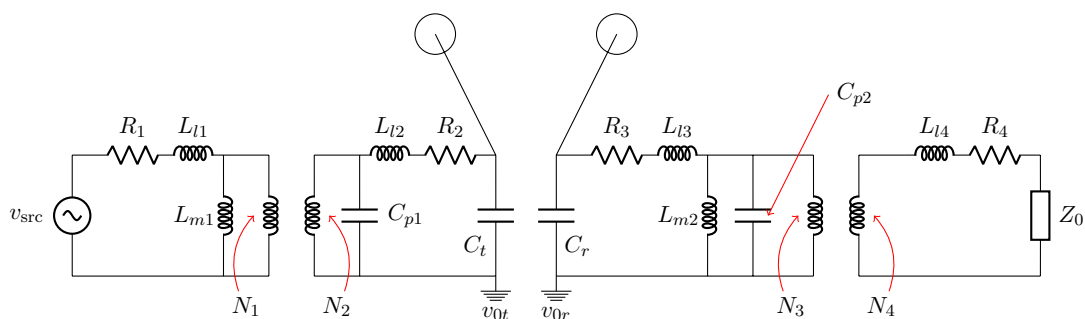 C_{p2}
R_1
L_{l1}
L_{l2}
R_2
R_3
L_{l3}
L_{l4}
R_4
v_{src}
L_{m1}
C_{p1}
C_t
C_r
L_{m2}
Z_0
N_1
N_2
v_{0t}
v_{0r}
N_3
N_4